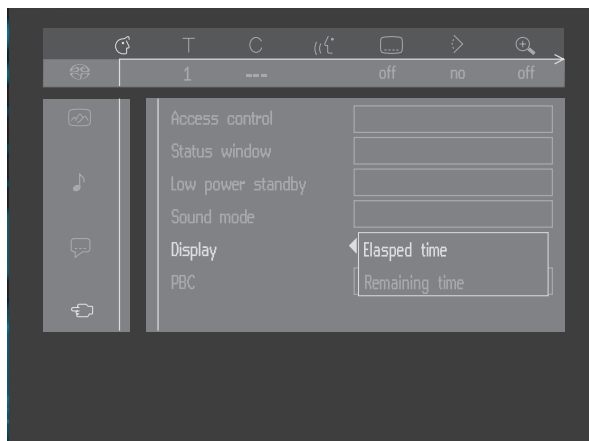 T C
1 --- off no off
Access control
Status window
Low power standby
Sound mode
Display
Elasped time
PBC
Remaining time